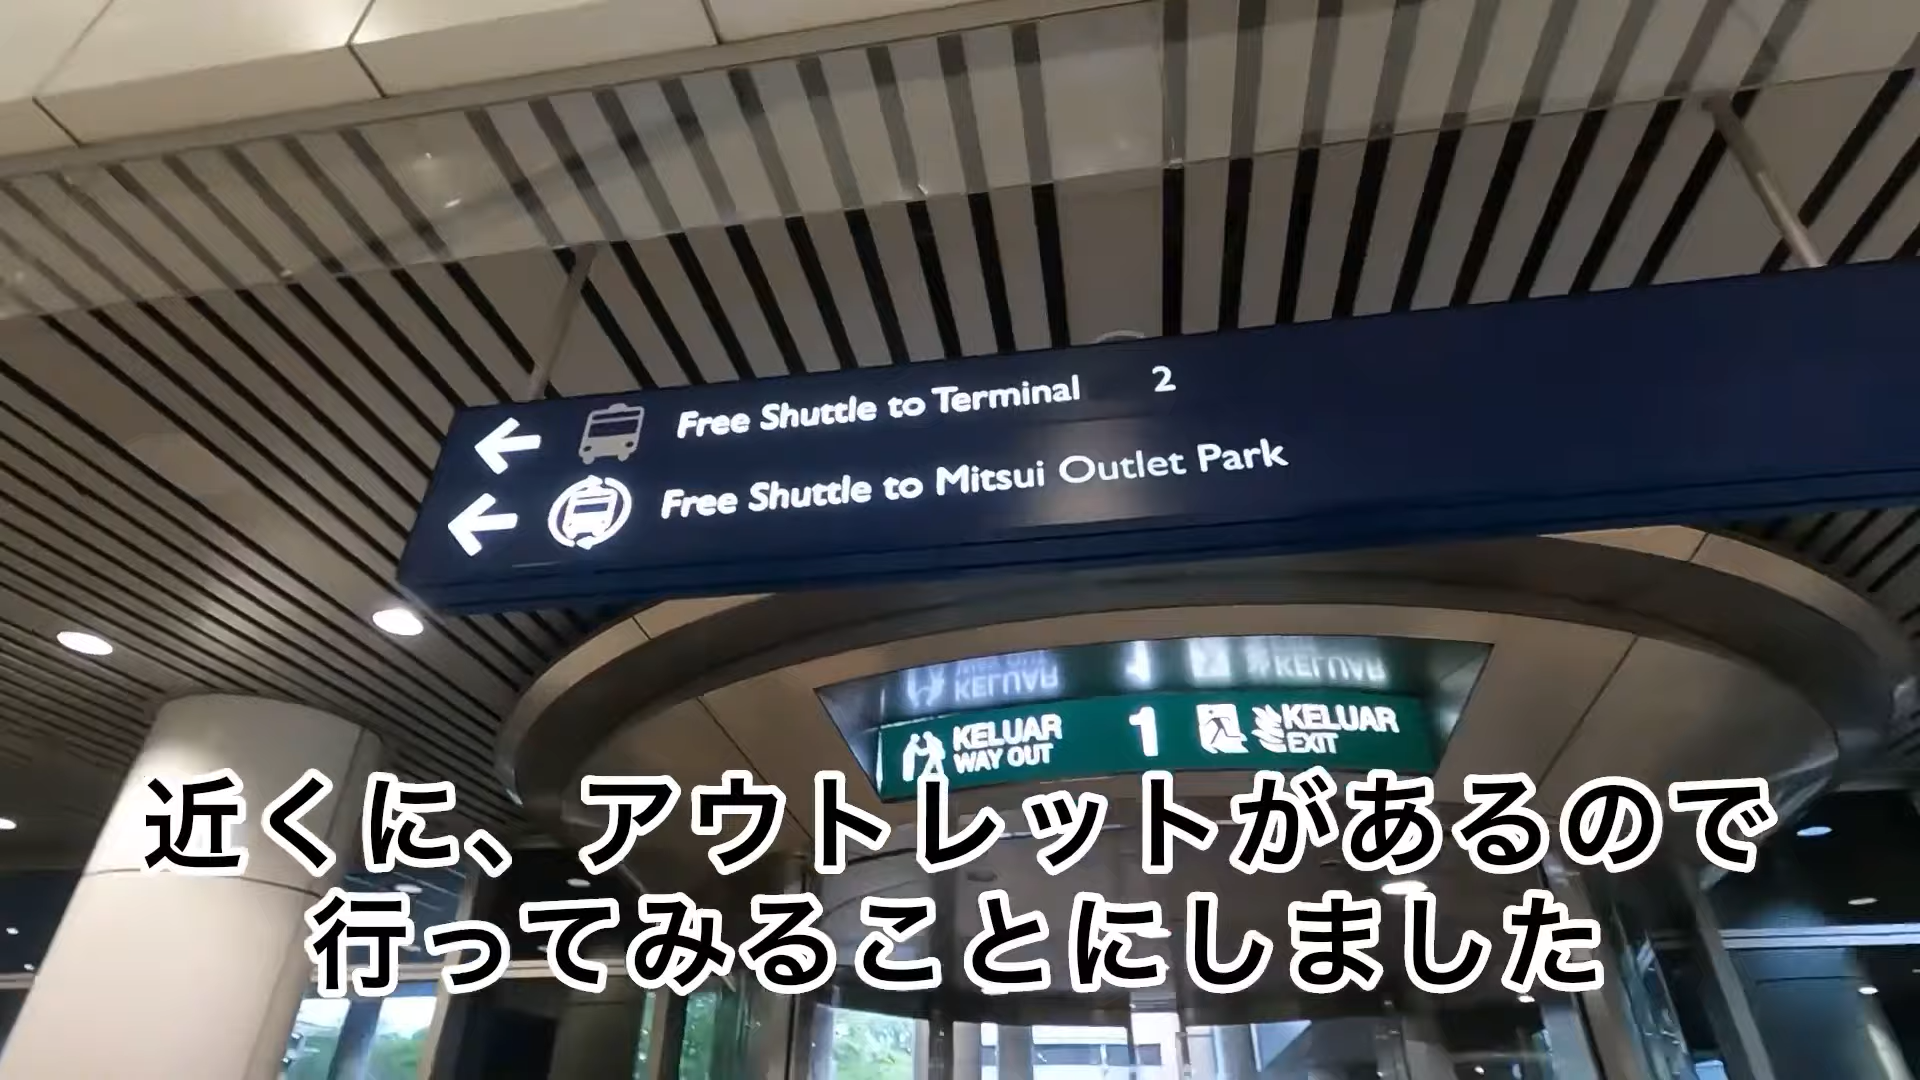 Free Shuttle to Terminal 2
Free Shuttle to Mitsui Outlet Park
KELUAR
WAY OUT
1
KELUAR
EXIT
近くに、アウトレットがあるので
行ってみることにしました